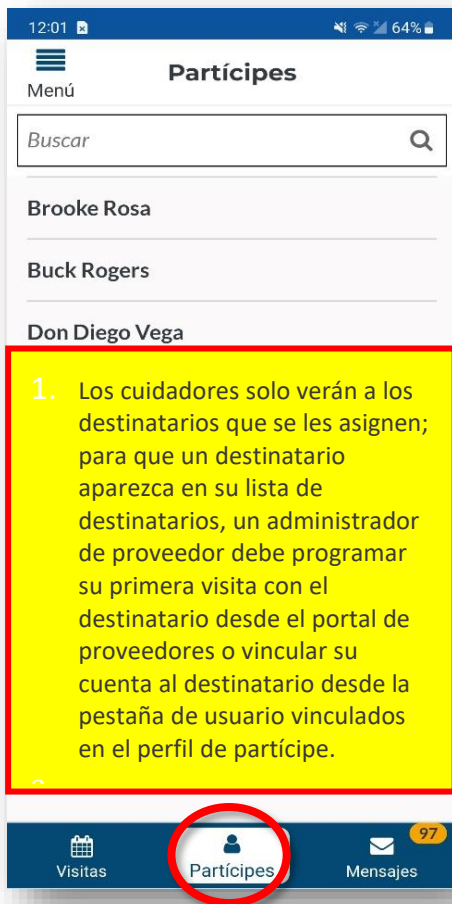 12:01 64%
Menú
Partícipes
Buscar
Brooke Rosa
Buck Rogers
Don Diego Vega
1. Los cuidadores solo verán a los
destinatarios que se les asignen;
para que un destinatario
aparezca en su lista de
destinatarios, un administrador
de proveedor debe programar
su primera visita con el
destinatario desde el portal de
proveedores o vincular su
cuenta al destinatario desde la
pestaña de usuario vinculados
en el perfil de partícipe.
97
Visitas Partícipes Mensajes